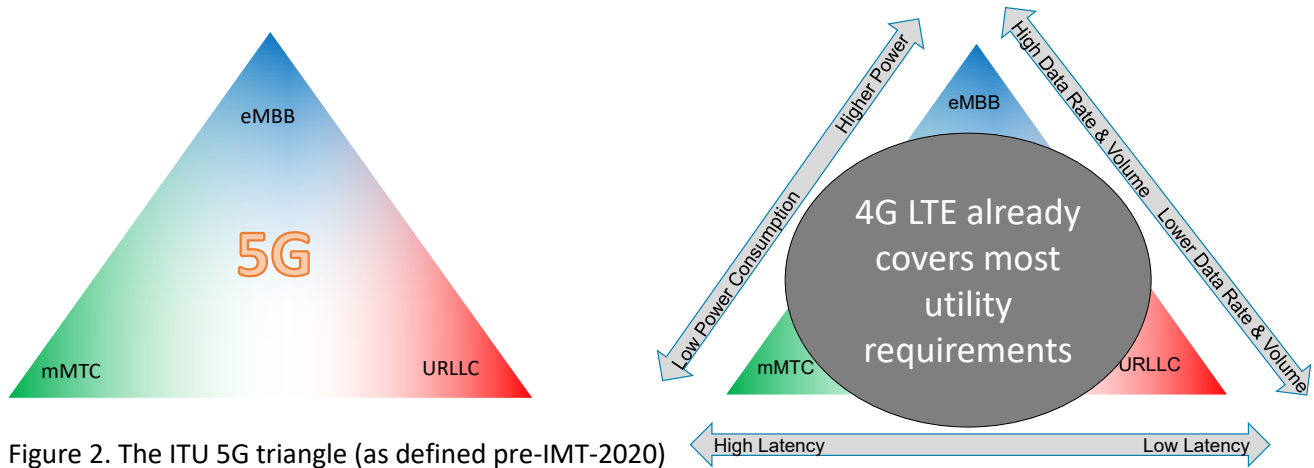 eMBB
5G
mMTC
URLLC
Figure 2. The ITU 5G triangle (as defined pre-IMT-2020)
Low Power Consumption
Higher Power
High Data Rate & Volume
Lower Data Rate & Volume
eMBB
4G LTE already
covers most
utility
requirements
mMTC
URLLC
High Latency
Low Latency